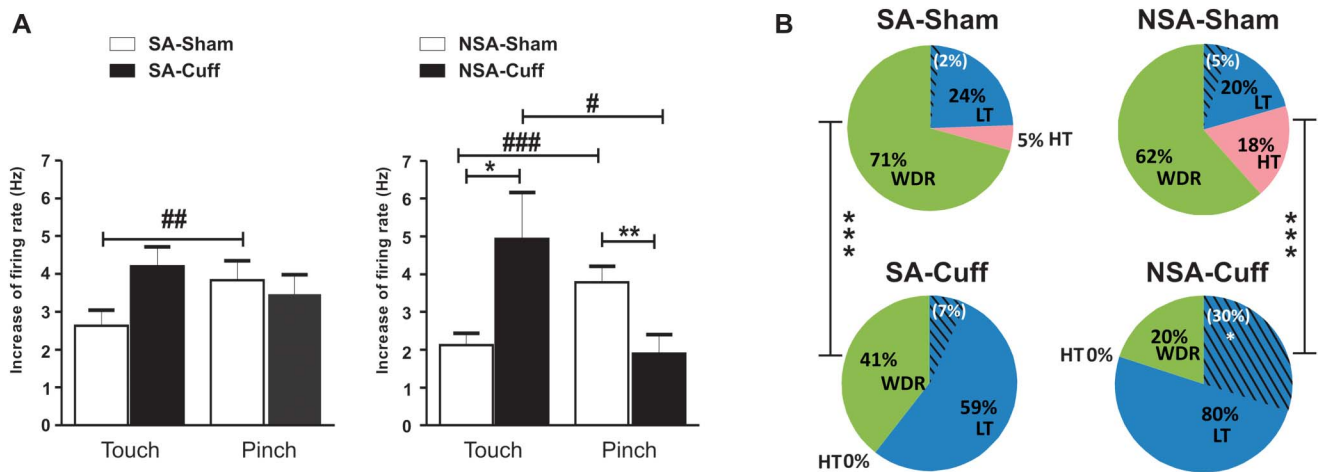 A
SA-Sham
SA-Cuff
NSA-Sham
NSA-Cuff
Increase of firing rate (Hz)
7
6
5
4
3
2
1
0
##
Touch
Pinch
Increase of firing rate (Hz)
7
6
5
4
3
2
1
0
#
###
*
**
Touch
Pinch
B
SA-Sham
(2%)
24%
LT
5% HT
71%
WDR
NSA-Sham
(5%)
20%
LT
18%
HT
62%
WDR
***
***
SA-Cuff
(7%)
41%
WDR
59%
LT
HT0%
NSA-Cuff
(30%)
*
20%
WDR
HT0%
80%
LT